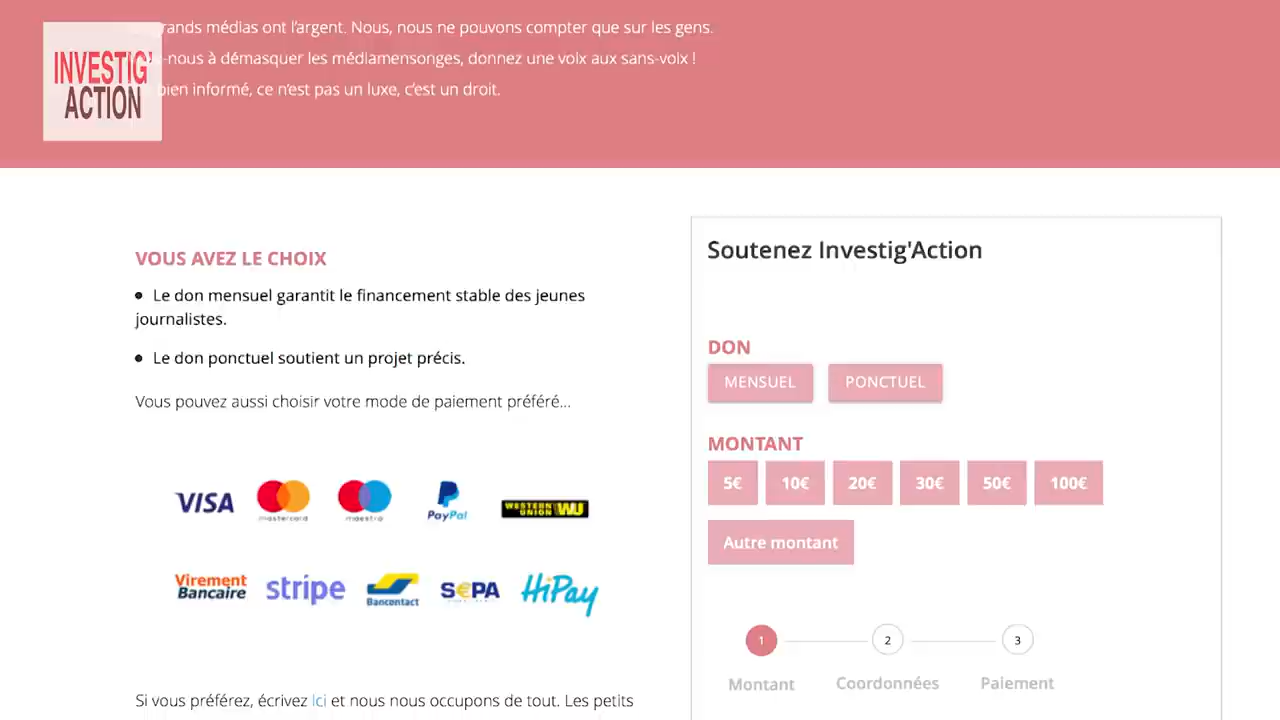 rands médias ont l'argent. Nous, nous ne pouvons compter que sur les gens.
-nous à démasquer les médiamensonges, donnez une voix aux sans-voix !
bien informé, ce n'est pas un luxe, c'est un droit.
INVESTIG'
ACTION
VOUS AVEZ LE CHOIX
• Le don mensuel garantit le financement stable des jeunes
journalistes.
• Le don ponctuel soutient un projet précis.
Vous pouvez aussi choisir votre mode de paiement préféré...
VISA mastercard maestro PayPal WESTERN UNION WU
Virement Bancaire stripe Bancontact S€PA HiPay
Si vous préférez, écrivez ici et nous nous occupons de tout. Les petits
Soutenez Investig'Action
DON
MENSUEL PONCTUEL
MONTANT
5€ 10€ 20€ 30€ 50€ 100€
Autre montant
1 2 3
Montant Coordonnées Paiement